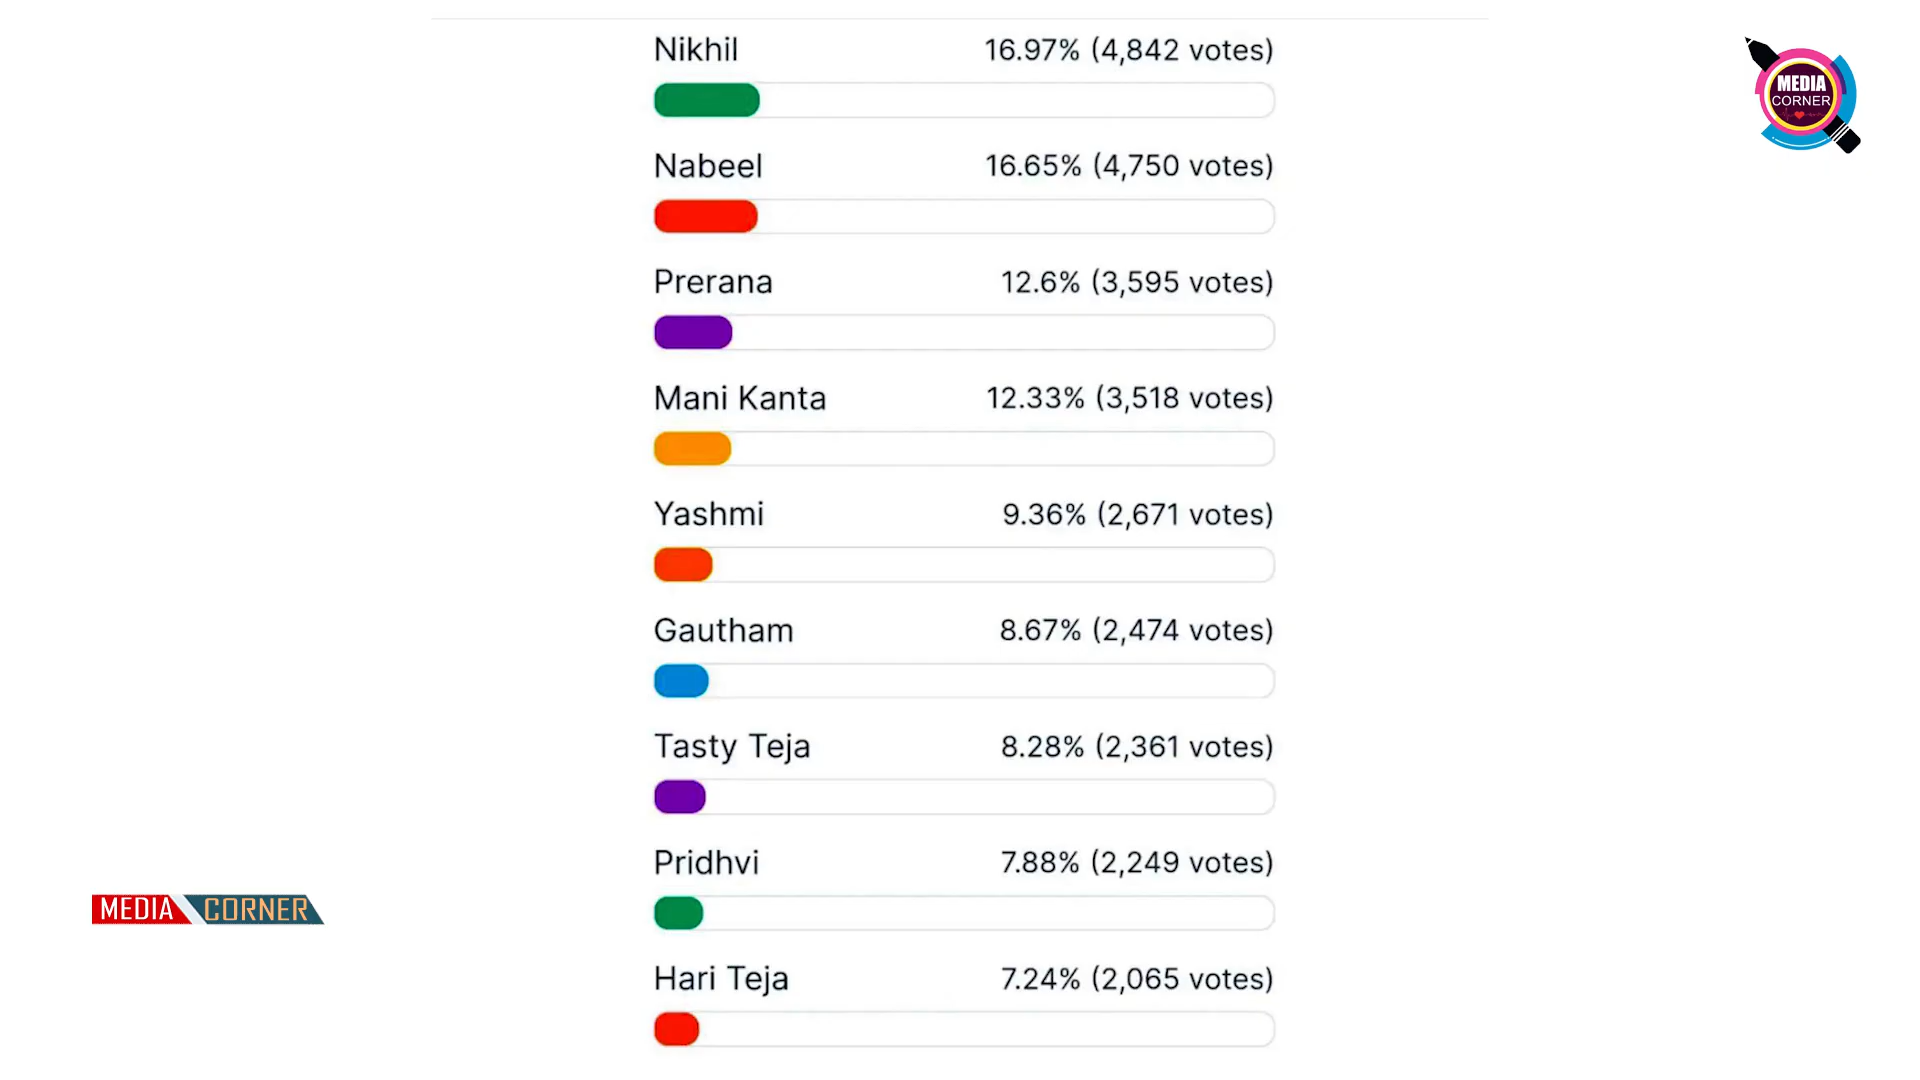 Nikhil 16.97% (4,842 votes)
MEDIA
CORNER
Nabeel 16.65% (4,750 votes)
Prerana 12.6% (3,595 votes)
Mani Kanta 12.33% (3,518 votes)
Yashmi 9.36% (2,671 votes)
Gautham 8.67% (2,474 votes)
Tasty Teja 8.28% (2,361 votes)
Pridhvi 7.88% (2,249 votes)
MEDIA CORNER
Hari Teja 7.24% (2,065 votes)